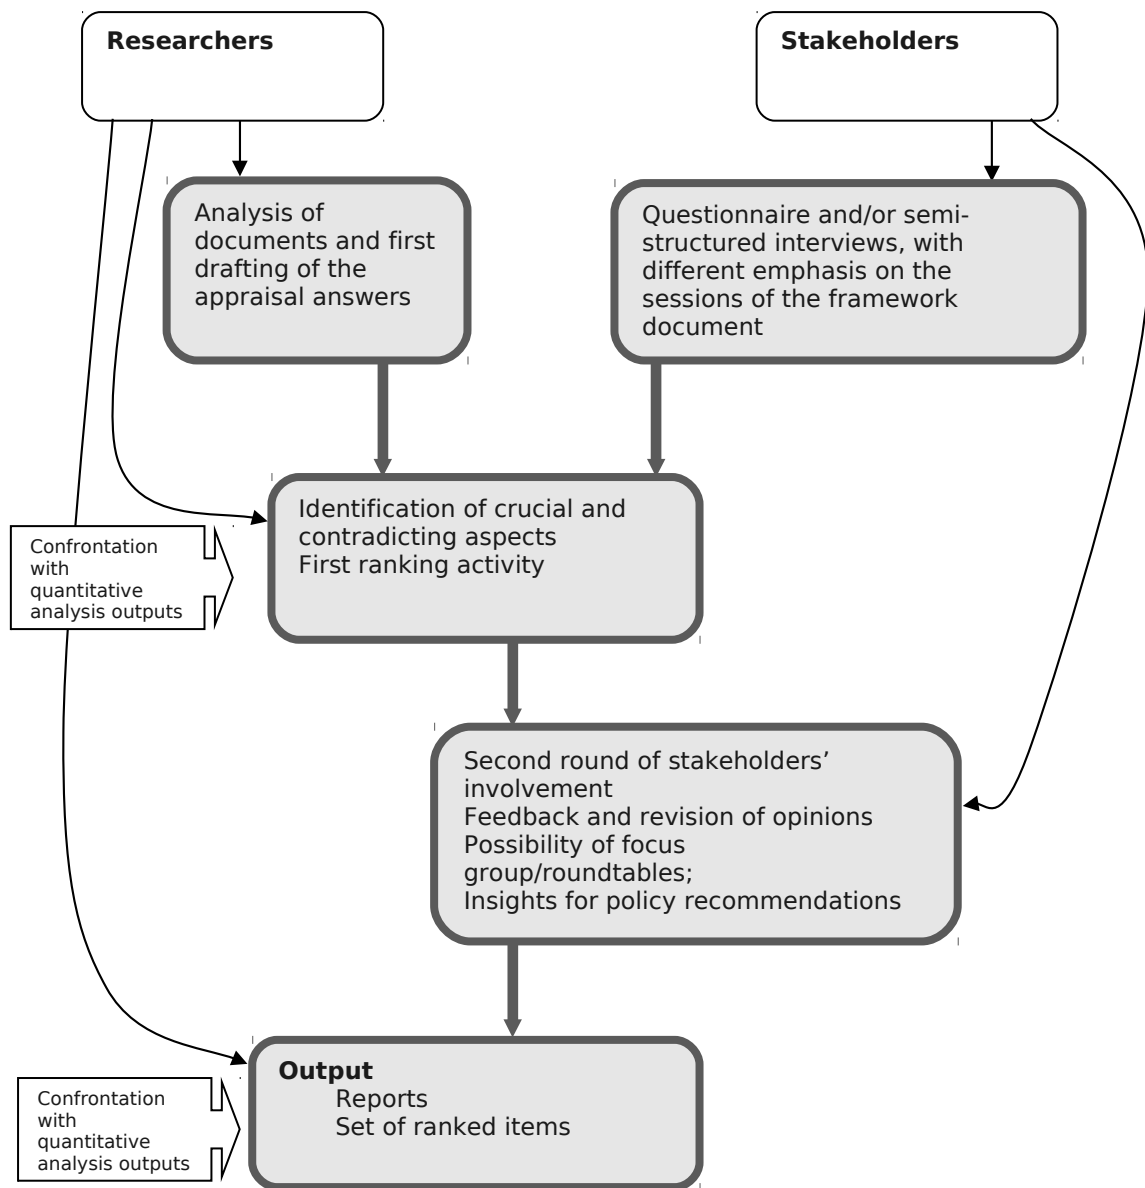 Researchers
Stakeholders
Analysis of
documents and first
drafting of the
appraisal answers
Questionnaire and/or semi-
structured interviews, with
different emphasis on the
sessions of the framework
document
Identification of crucial and
contradicting aspects
First ranking activity
Confrontation
with
quantitative
analysis outputs
Second round of stakeholders’
involvement
Feedback and revision of opinions
Possibility of focus
group/roundtables;
Insights for policy recommendations
Output
Reports
Set of ranked items
Confrontation
with
quantitative
analysis outputs